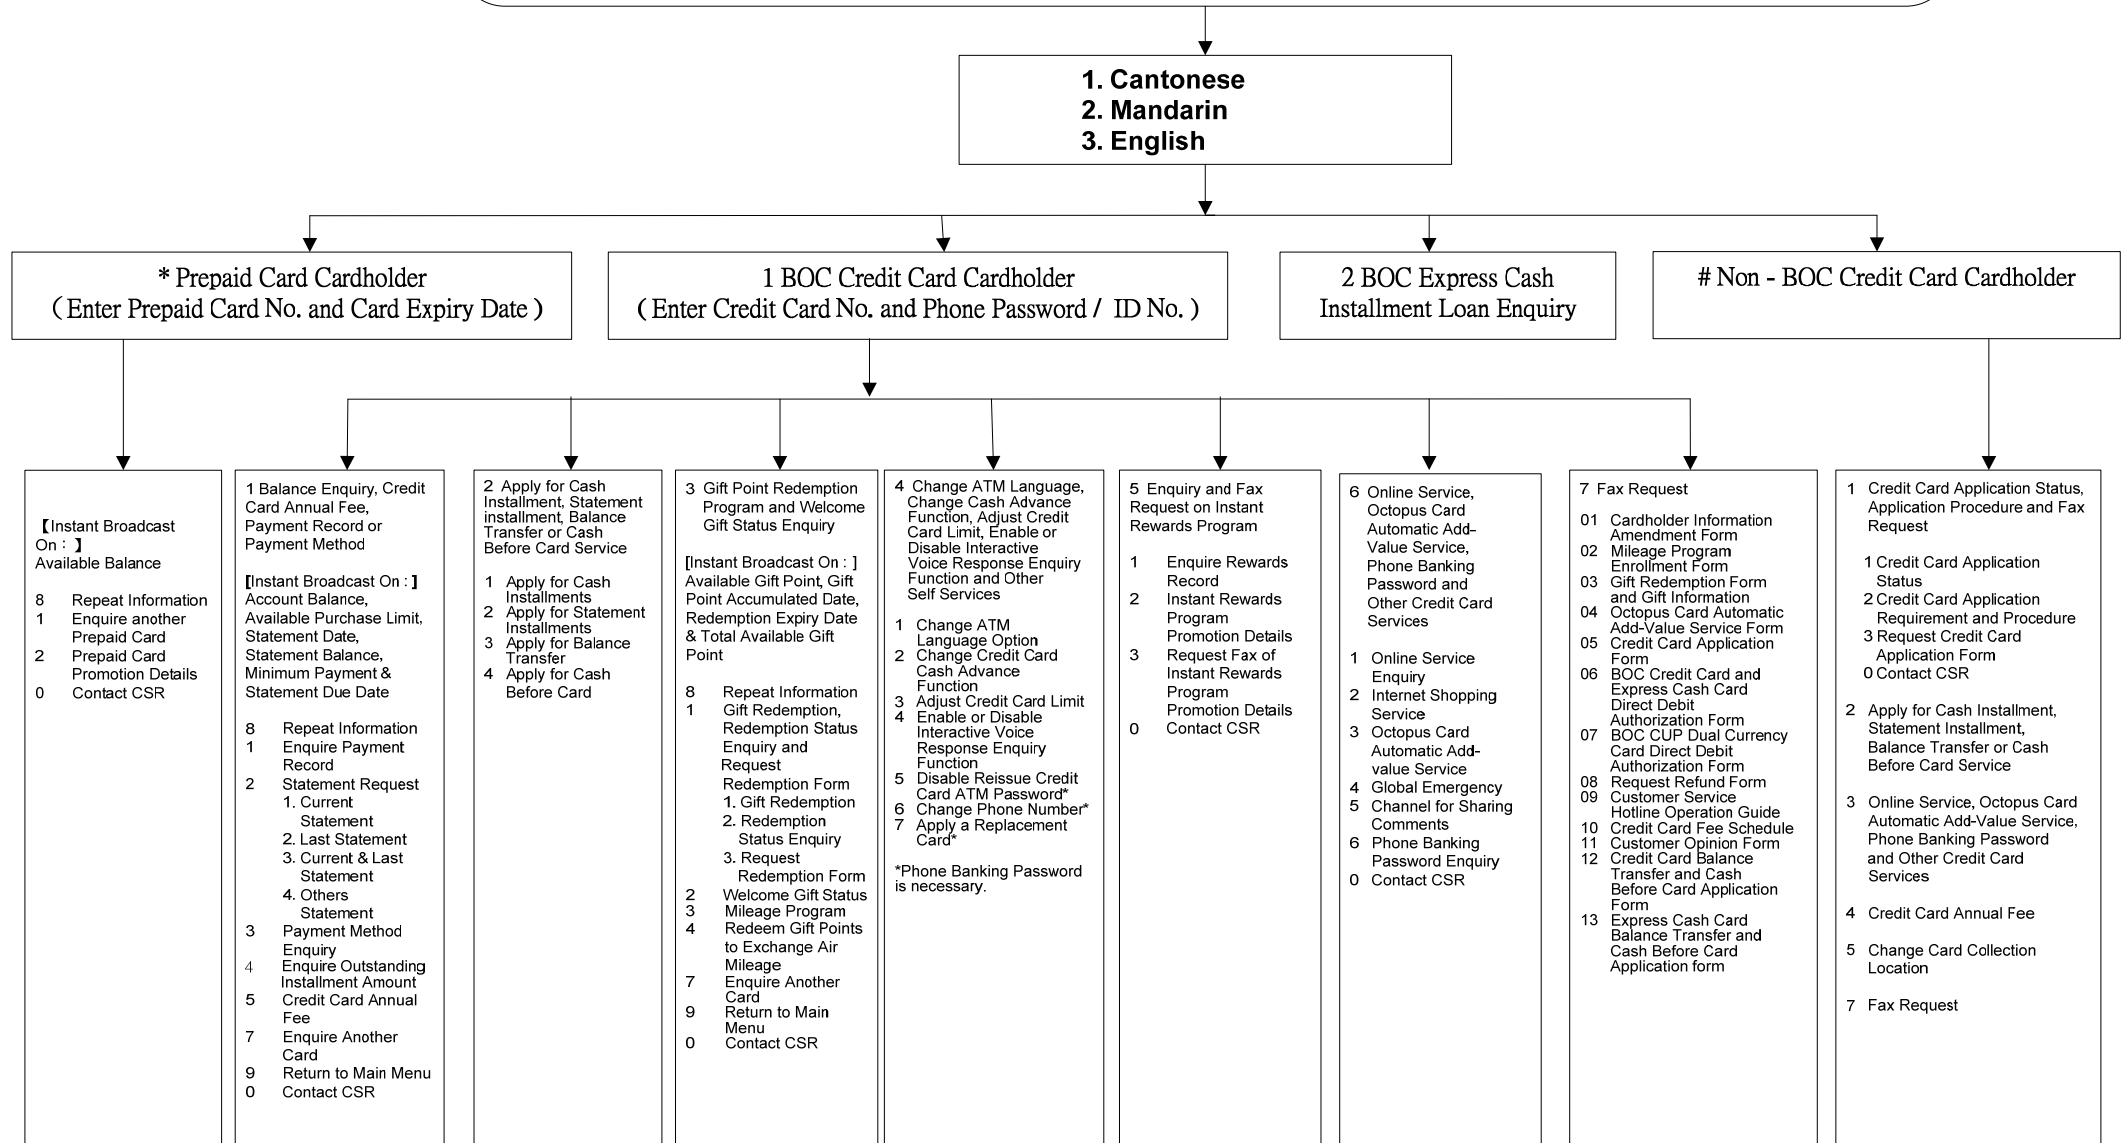 1. Cantonese
2. Mandarin
3. English
* Prepaid Card Cardholder
( Enter Prepaid Card No. and Card Expiry Date )
1 BOC Credit Card Cardholder
( Enter Credit Card No. and Phone Password / ID No. )
2 BOC Express Cash
Installment Loan Enquiry
# Non - BOC Credit Card Cardholder
【Instant Broadcast
On：】
Available Balance
8 Repeat Information
1 Enquire another
Prepaid Card
2 Prepaid Card
Promotion Details
0 Contact CSR
1 Balance Enquiry, Credit
Card Annual Fee,
Payment Record or
Payment Method
[Instant Broadcast On : ]
Account Balance,
Available Purchase Limit,
Statement Date,
Statement Balance,
Minimum Payment &
Statement Due Date
8 Repeat Information
1 Enquire Payment
Record
2 Statement Request
1. Current
Statement
2. Last Statement
3. Current & Last
Statement
4. Others
Statement
3 Payment Method
Enquiry
4 Enquire Outstanding
Installment Amount
5 Credit Card Annual
Fee
7 Enquire Another
Card
9 Return to Main Menu
0 Contact CSR
2 Apply for Cash
Installment, Statement
installment, Balance
Transfer or Cash
Before Card Service
1 Apply for Cash
Installments
2 Apply for Statement
Installments
3 Apply for Balance
Transfer
4 Apply for Cash
Before Card
3 Gift Point Redemption
Program and Welcome
Gift Status Enquiry
[Instant Broadcast On : ]
Available Gift Point, Gift
Point Accumulated Date,
Redemption Expiry Date
& Total Available Gift
Point
8 Repeat Information
1 Gift Redemption,
Redemption Status
Enquiry and
Request
Redemption Form
1. Gift Redemption
2. Redemption
Status Enquiry
3. Request
Redemption Form
2 Welcome Gift Status
3 Mileage Program
4 Redeem Gift Points
to Exchange Air
Mileage
7 Enquire Another
Card
9 Return to Main
Menu
0 Contact CSR
4 Change ATM Language,
Change Cash Advance
Function, Adjust Credit
Card Limit, Enable or
Disable Interactive
Voice Response Enquiry
Function and Other
Self Services
1 Change ATM
Language Option
2 Change Credit Card
Cash Advance
Function
3 Adjust Credit Card Limit
4 Enable or Disable
Interactive Voice
Response Enquiry
Function
5 Disable Reissue Credit
Card ATM Password*
6 Change Phone Number*
7 Apply a Replacement
Card*
*Phone Banking Password
is necessary.
5 Enquiry and Fax
Request on Instant
Rewards Program
1 Enquire Rewards
Record
2 Instant Rewards
Program
Promotion Details
3 Request Fax of
Instant Rewards
Program
Promotion Details
0 Contact CSR
6 Online Service,
Octopus Card
Automatic Add-
Value Service,
Phone Banking
Password and
Other Credit Card
Services
1 Online Service
Enquiry
2 Internet Shopping
Service
3 Octopus Card
Automatic Add-
value Service
4 Global Emergency
5 Channel for Sharing
Comments
6 Phone Banking
Password Enquiry
0 Contact CSR
7 Fax Request
01 Cardholder Information
Amendment Form
02 Mileage Program
Enrollment Form
03 Gift Redemption Form
and Gift Information
04 Octopus Card Automatic
Add-Value Service Form
05 Credit Card Application
Form
06 BOC Credit Card and
Express Cash Card
Direct Debit
Authorization Form
07 BOC CUP Dual Currency
Card Direct Debit
Authorization Form
08 Request Refund Form
09 Customer Service
Hotline Operation Guide
10 Credit Card Fee Schedule
11 Customer Opinion Form
12 Credit Card Balance
Transfer and Cash
Before Card Application
Form
13 Express Cash Card
Balance Transfer and
Cash Before Card
Application form
1 Credit Card Application Status,
Application Procedure and Fax
Request
1 Credit Card Application
Status
2 Credit Card Application
Requirement and Procedure
3 Request Credit Card
Application Form
0 Contact CSR
2 Apply for Cash Installment,
Statement Installment,
Balance Transfer or Cash
Before Card Service
3 Online Service, Octopus Card
Automatic Add-Value Service,
Phone Banking Password
and Other Credit Card
Services
4 Credit Card Annual Fee
5 Change Card Collection
Location
7 Fax Request